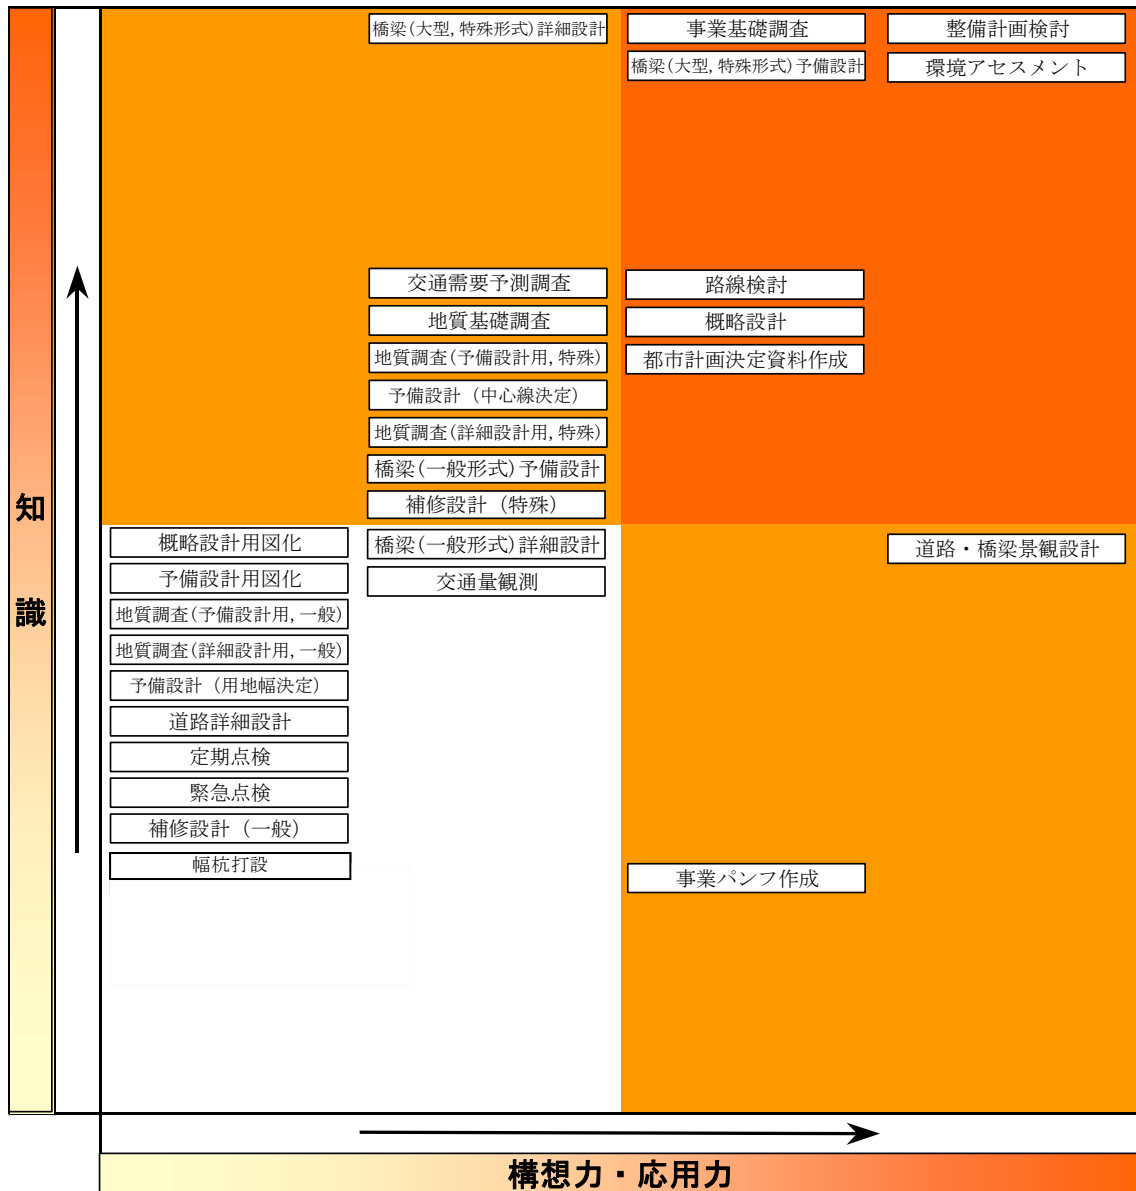 橋梁(大型,特殊形式)詳細設計
事業基礎調査
整備計画検討
橋梁(大型,特殊形式)予備設計
環境アセスメント
交通需要予測調査
路線検討
地質基礎調査
概略設計
地質調査(予備設計用,特殊)
都市計画決定資料作成
予備設計（中心線決定）
地質調査(詳細設計用,特殊)
橋梁(一般形式)予備設計
補修設計（特殊）
知
識
概略設計用図化
橋梁(一般形式)詳細設計
道路・橋梁景観設計
予備設計用図化
交通量観測
地質調査(予備設計用,一般)
地質調査(詳細設計用,一般)
予備設計（用地幅決定）
道路詳細設計
定期点検
緊急点検
補修設計（一般）
幅杭打設
事業パンフ作成
構想力・応用力